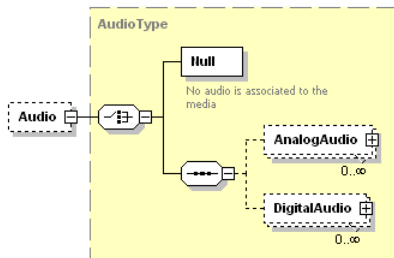 AudioType
Null
No audio is associated to the
media
Audio
AnalogAudio
0..∞
DigitalAudio
0..∞